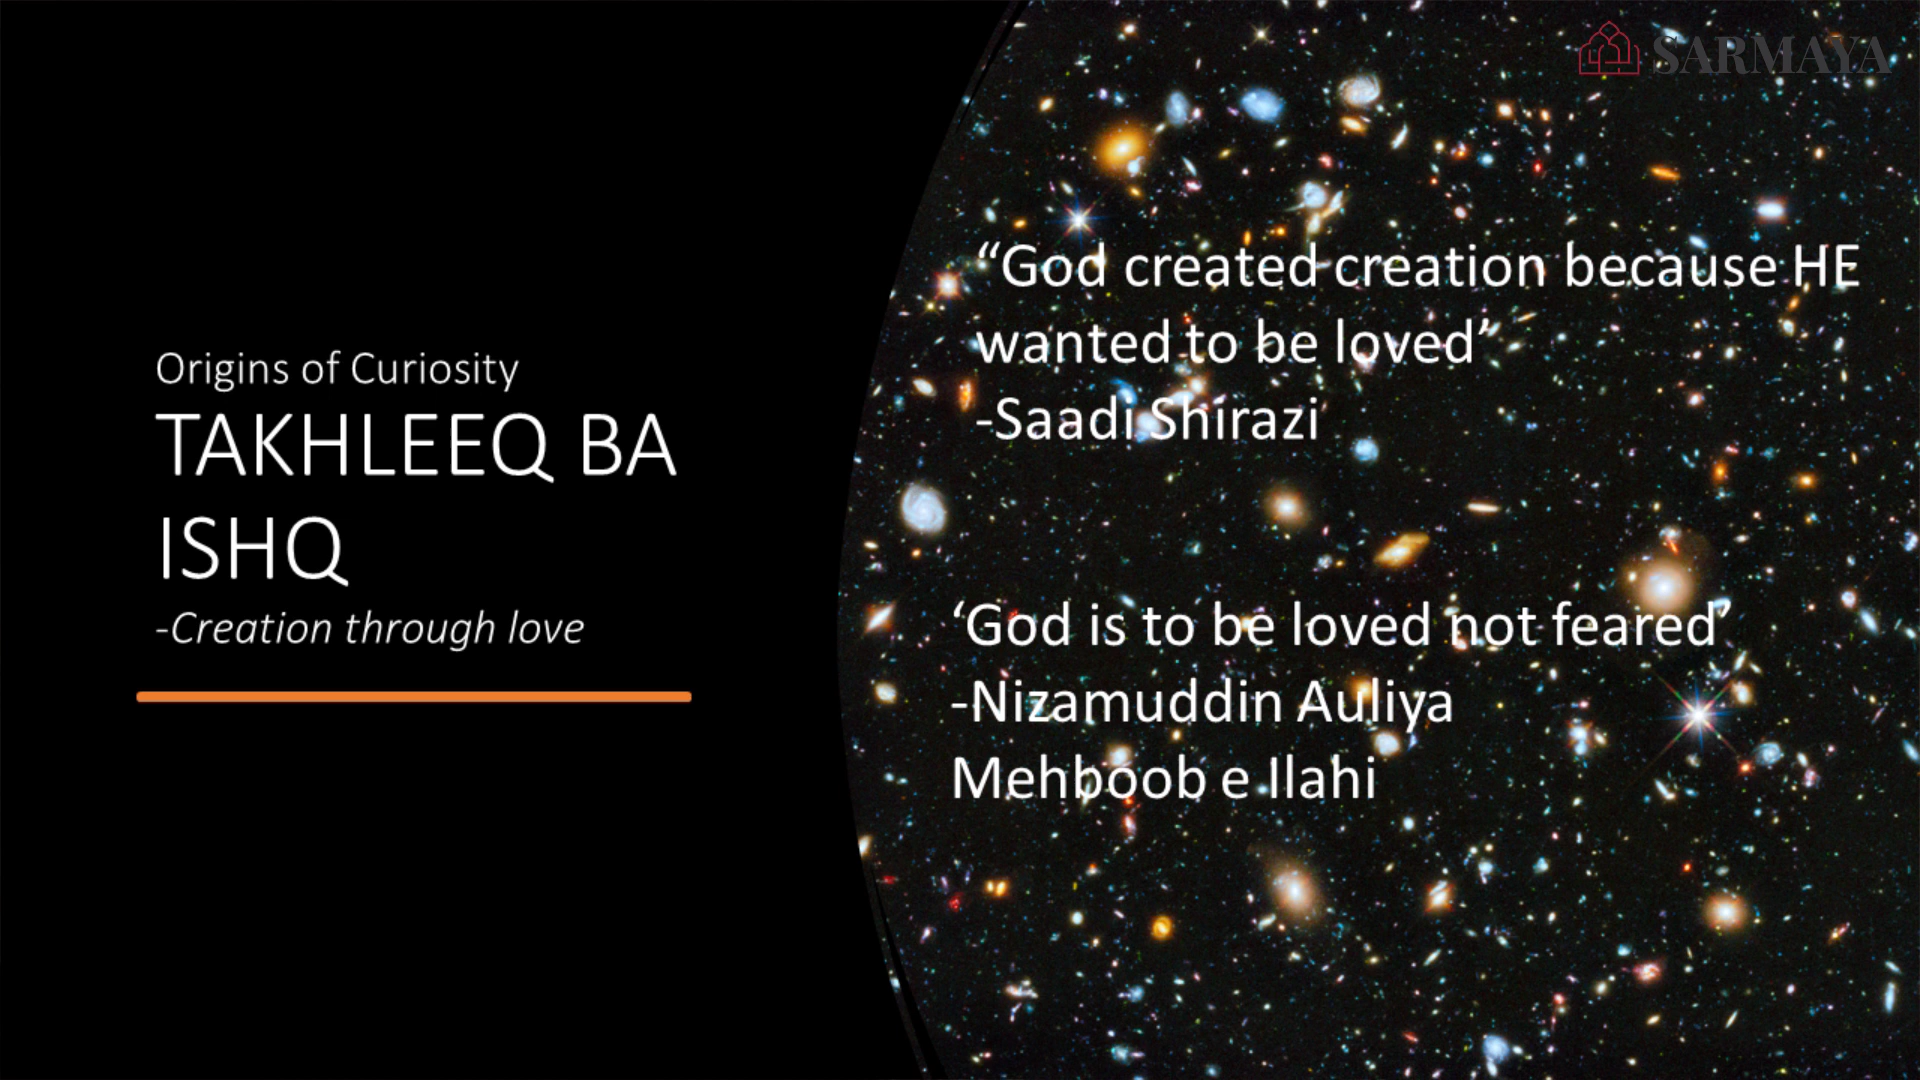 SARMAYA
Origins of Curiosity
TAKHLEEQ BA
ISHQ
-Creation through love
“God created creation because HE
wanted to be loved’
-Saadi Shirazi
‘God is to be loved not feared’
-Nizamuddin Auliya
Mehboob e Ilahi